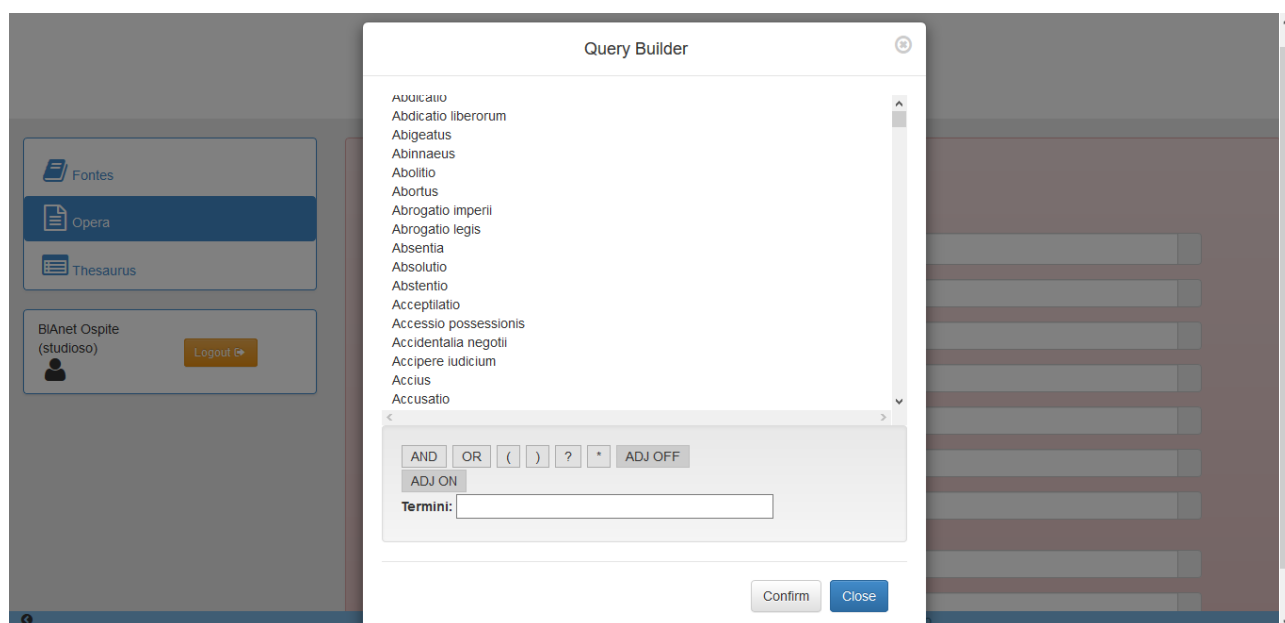 Query Builder
Abdicatio
Abdicatio liberorum
Abigeatus
Abinnaeus
Abolitio
Abortus
Abrogatio imperii
Abrogatio legis
Absentia
Absolutio
Abstentio
Acceptilatio
Accessio possessionis
Accidentalia negotii
Accipere iudicium
Accius
Accusatio
AND OR ( ) ? * ADJ OFF
ADJ ON
Termini:
Confirm Close
Fontes
Opera
Thesaurus
BIAnet Ospite
(studioso)
Logout